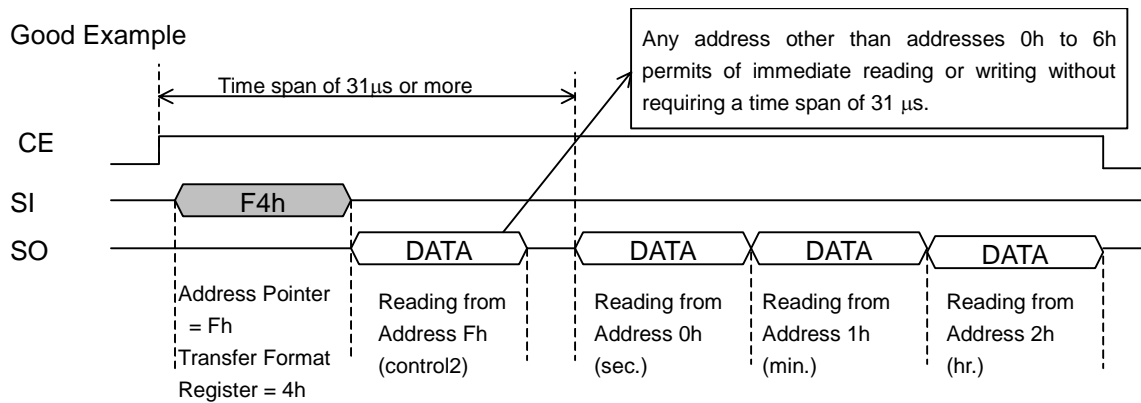 Good Example
Any address other than addresses 0h to 6h
permits of immediate reading or writing without
requiring a time span of 31 μs.
Time span of 31μs or more
CE
SI
F4h
SO
DATA
DATA
DATA
DATA
Address Pointer
= Fh
Transfer Format
Register = 4h
Reading from
Address Fh
(control2)
Reading from
Address 0h
(sec.)
Reading from
Address 1h
(min.)
Reading from
Address 2h
(hr.)